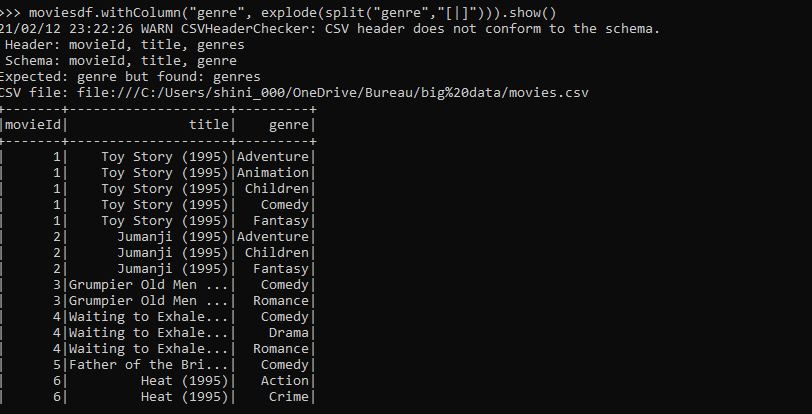 >>> moviesdf.withColumn("genre", explode(split("genre","[|]"))).show()
21/02/12 23:22:26 WARN CSVHeaderChecker: CSV header does not conform to the schema.
 Header: movieId, title, genres
 Schema: movieId, title, genre
Expected: genre but found: genres
CSV file: file:///C:/Users/shini_000/OneDrive/Bureau/big%20data/movies.csv
+-------+--------------------+---------+
|movieId|               title|    genre|
+-------+--------------------+---------+
|      1|    Toy Story (1995)|Adventure|
|      1|    Toy Story (1995)|Animation|
|      1|    Toy Story (1995)| Children|
|      1|    Toy Story (1995)|   Comedy|
|      1|    Toy Story (1995)|  Fantasy|
|      2|      Jumanji (1995)|Adventure|
|      2|      Jumanji (1995)| Children|
|      2|      Jumanji (1995)|  Fantasy|
|      3|Grumpier Old Men ...|   Comedy|
|      3|Grumpier Old Men ...|  Romance|
|      4|Waiting to Exhale...|   Comedy|
|      4|Waiting to Exhale...|    Drama|
|      4|Waiting to Exhale...|  Romance|
|      5|Father of the Bri...|   Comedy|
|      6|         Heat (1995)|   Action|
|      6|         Heat (1995)|    Crime|